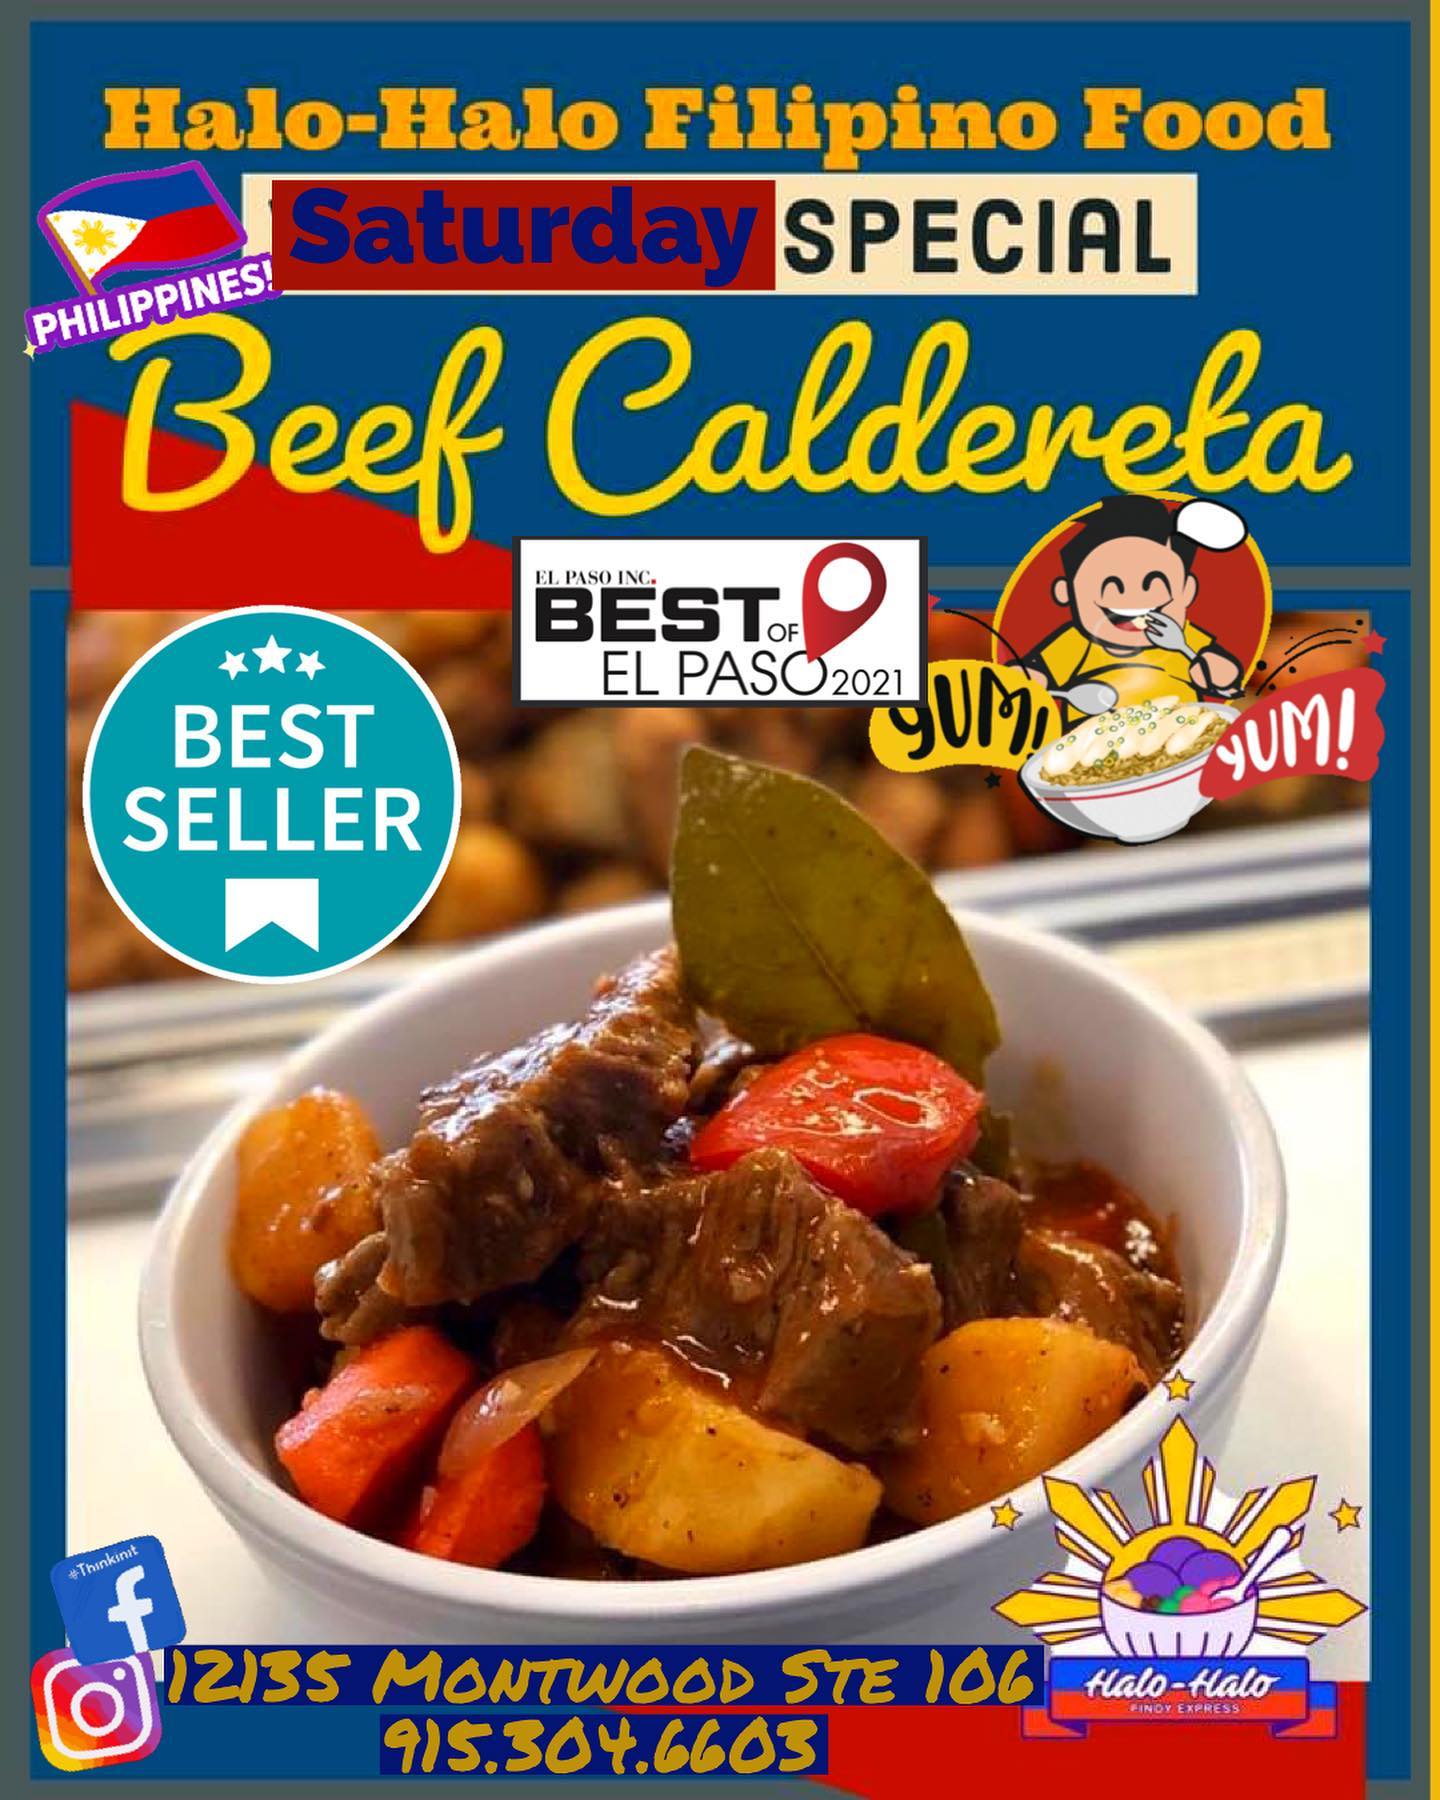 Halo-Halo Filipino Food
Saturday SPECIAL
PHILIPPINES!
Beef Caldereta
EL PASO INC.
BEST OF
EL PASO 2021
BEST
SELLER
YUM!
YUM!
#Thinkinit
12135 Montwood Ste 106
915.304.6603
Halo-Halo
PINOY EXPRESS